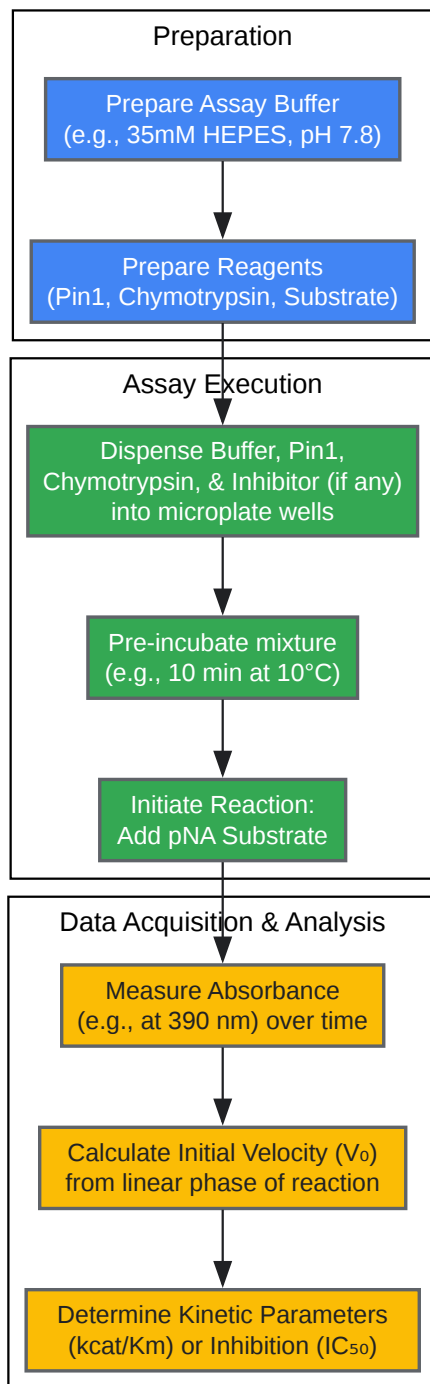 Preparation
Prepare Assay Buffer
(e.g., 35mM HEPES, pH 7.8)
Prepare Reagents
(Pin1, Chymotrypsin, Substrate)
Assay Execution
Dispense Buffer, Pin1,
Chymotrypsin, & Inhibitor (if any)
into microplate wells
Pre-incubate mixture
(e.g., 10 min at 10°C)
Initiate Reaction:
Add pNA Substrate
Data Acquisition & Analysis
Measure Absorbance
(e.g., at 390 nm) over time
Calculate Initial Velocity (V₀)
from linear phase of reaction
Determine Kinetic Parameters
(kcat/Km) or Inhibition (IC₅₀)